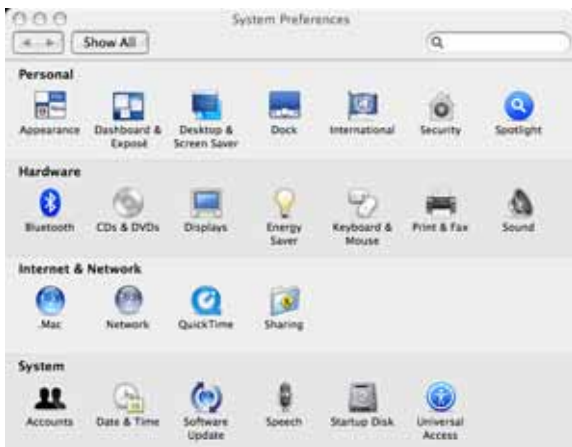 System Preferences
Show All
Personal
Appearance
Dashboard & Exposé
Desktop & Screen Saver
Dock
International
Security
Spotlight
Hardware
Bluetooth
CDs & DVDs
Displays
Energy Saver
Keyboard & Mouse
Print & Fax
Sound
Internet & Network
.Mac
Network
QuickTime
Sharing
System
Accounts
Date & Time
Software Update
Speech
Startup Disk
Universal Access